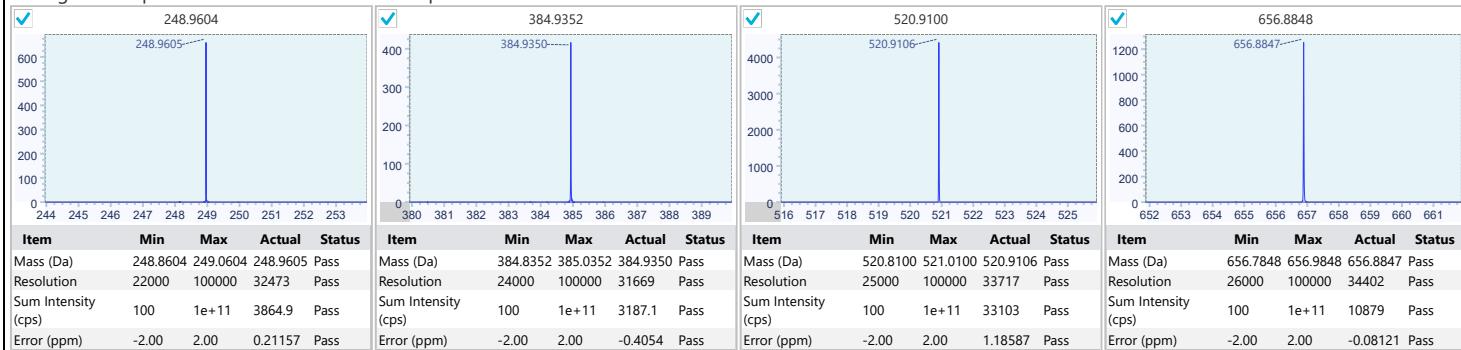 248.9604
248.9605
600
500
400
300
200
100
0
244 245 246 247 248 249 250 251 252 253
Item Min Max Actual Status
Mass (Da) 248.8604 249.0604 248.9605 Pass
Resolution 22000 100000 32473 Pass
Sum Intensity (cps) 100 1e+11 3864.9 Pass
Error (ppm) -2.00 2.00 0.21157 Pass
384.9352
384.9350
400
300
200
100
0
380 381 382 383 384 385 386 387 388 389
Item Min Max Actual Status
Mass (Da) 384.8352 385.0352 384.9350 Pass
Resolution 24000 100000 31669 Pass
Sum Intensity (cps) 100 1e+11 3187.1 Pass
Error (ppm) -2.00 2.00 -0.4054 Pass
520.9100
520.9106
4000
3000
2000
1000
0
516 517 518 519 520 521 522 523 524 525
Item Min Max Actual Status
Mass (Da) 520.8100 521.0100 520.9106 Pass
Resolution 25000 100000 33717 Pass
Sum Intensity (cps) 100 1e+11 33103 Pass
Error (ppm) -2.00 2.00 1.18587 Pass
656.8848
656.8847
1200
1000
800
600
400
200
0
652 653 654 655 656 657 658 659 660 661
Item Min Max Actual Status
Mass (Da) 656.7848 656.9848 656.8847 Pass
Resolution 26000 100000 34402 Pass
Sum Intensity (cps) 100 1e+11 10879 Pass
Error (ppm) -2.00 2.00 -0.08121 Pass